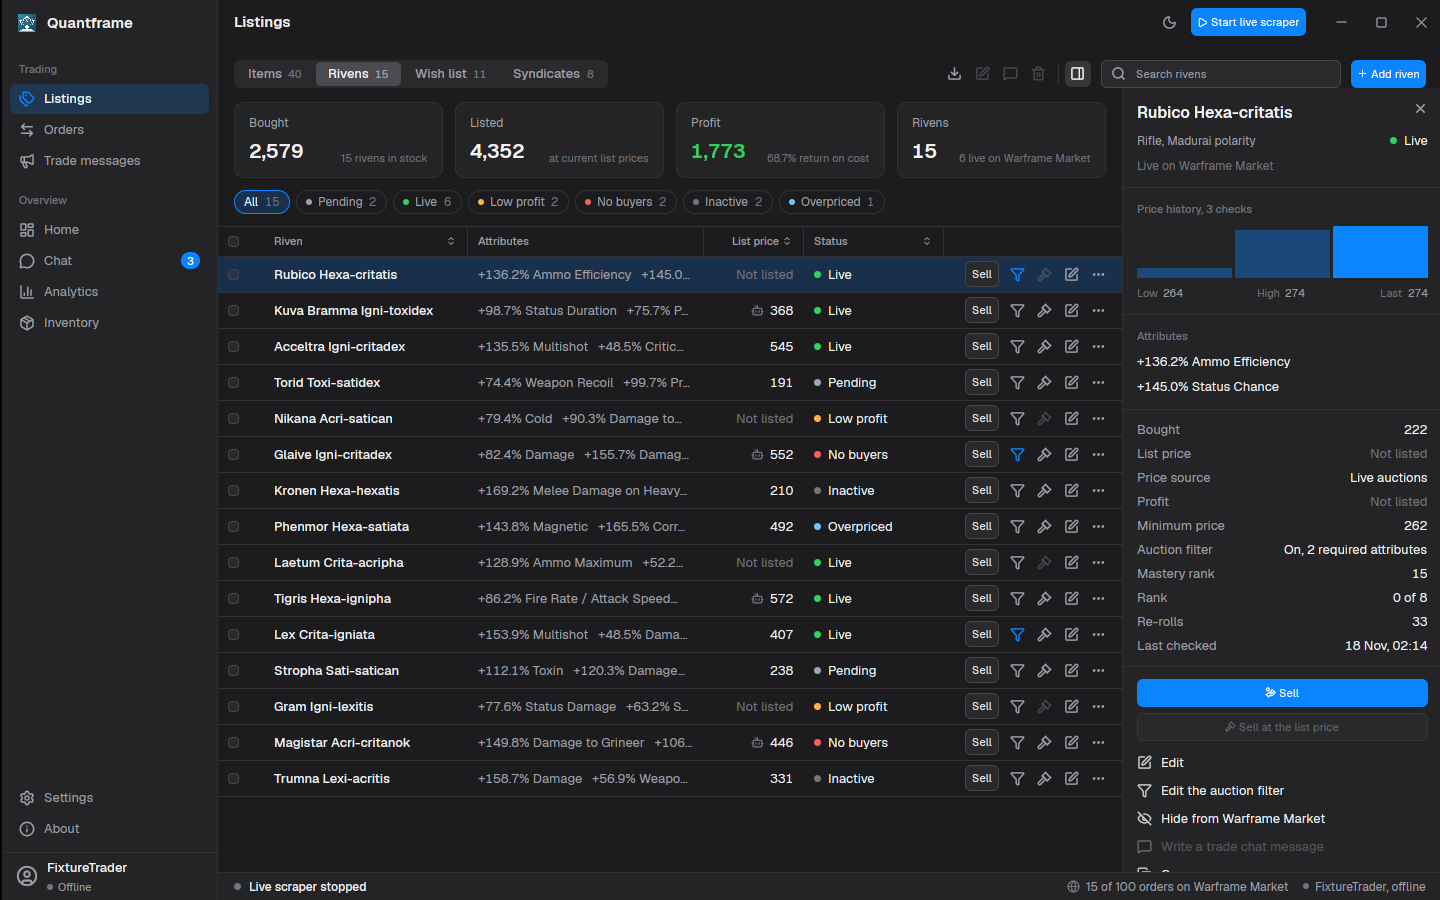 Quantframe
Listings
Start live scraper
Trading
Listings
Orders
Trade messages
Overview
Home
Chat 3
Analytics
Inventory
Settings
About
FixtureTrader
Offline
Items 40 Rivens 15 Wish list 11 Syndicates 8
Search rivens
+ Add riven
Bought
2,579 15 rivens in stock
Listed
4,352 at current list prices
Profit
1,773 68.7% return on cost
Rivens
15 6 live on Warframe Market
All 15 Pending 2 Live 6 Low profit 2 No buyers 2 Inactive 2 Overpriced 1
Riven Attributes List price Status
Rubico Hexa-critatis +136.2% Ammo Efficiency +145.0... Not listed Live Sell
Kuva Bramma Igni-toxidex +98.7% Status Duration +75.7% P... 368 Live Sell
Acceltra Igni-critadex +135.5% Multishot +48.5% Critic... 545 Live Sell
Torid Toxi-satidex +74.4% Weapon Recoil +99.7% Pr... 191 Pending Sell
Nikana Acri-satican +79.4% Cold +90.3% Damage to... Not listed Low profit Sell
Glaive Igni-critadex +82.4% Damage +155.7% Damag... 552 No buyers Sell
Kronen Hexa-hexatis +169.2% Melee Damage on Heavy... 210 Inactive Sell
Phenmor Hexa-satiata +143.8% Magnetic +165.5% Corr... 492 Overpriced Sell
Laetum Crita-acripha +128.9% Ammo Maximum +52.2... Not listed Live Sell
Tigris Hexa-ignipha +86.2% Fire Rate / Attack Speed... 572 Live Sell
Lex Crita-igniata +153.9% Multishot +48.5% Dama... 407 Live Sell
Stropha Sati-satican +112.1% Toxin +120.3% Damage... 238 Pending Sell
Gram Igni-lexitis +77.6% Status Damage +63.2% S... Not listed Low profit Sell
Magistar Acri-critanok +149.8% Damage to Grineer +106... 446 No buyers Sell
Trumna Lexi-acritis +158.7% Damage +56.9% Weapo... 331 Inactive Sell
Rubico Hexa-critatis
Rifle, Madurai polarity Live
Live on Warframe Market
Price history, 3 checks
Low 264 High 274 Last 274
Attributes
+136.2% Ammo Efficiency
+145.0% Status Chance
Bought 222
List price Not listed
Price source Live auctions
Profit Not listed
Minimum price 262
Auction filter On, 2 required attributes
Mastery rank 15
Rank 0 of 8
Re-rolls 33
Last checked 18 Nov, 02:14
Sell
Sell at the list price
Edit
Edit the auction filter
Hide from Warframe Market
Write a trade chat message
Live scraper stopped
15 of 100 orders on Warframe Market
FixtureTrader, offline